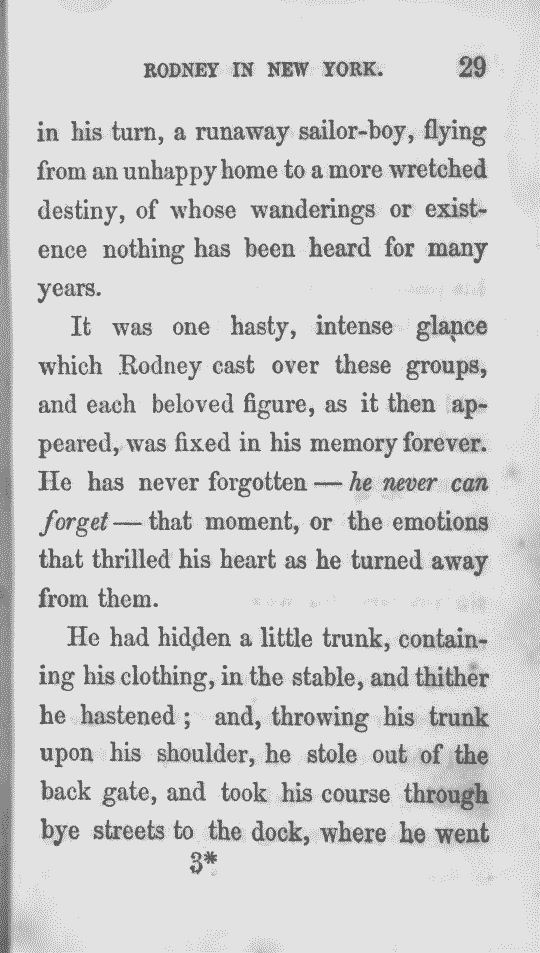 RODNEY IN NEW YORK. 29
in his turn, a runaway sailor-boy, flying
from an unhappy home to a more wretched
destiny, of whose wanderings or exist-
ence nothing has been heard for many
years.
It was one hasty, intense glance
which Rodney cast over these groups,
and each beloved figure, as it then ap-
peared, was fixed in his memory forever.
He has never forgotten — he never can
forget — that moment, or the emotions
that thrilled his heart as he turned away
from them.
He had hidden a little trunk, contain-
ing his clothing, in the stable, and thither
he hastened ; and, throwing his trunk
upon his shoulder, he stole out of the
back gate, and took his course through
bye streets to the dock, where he went
3*